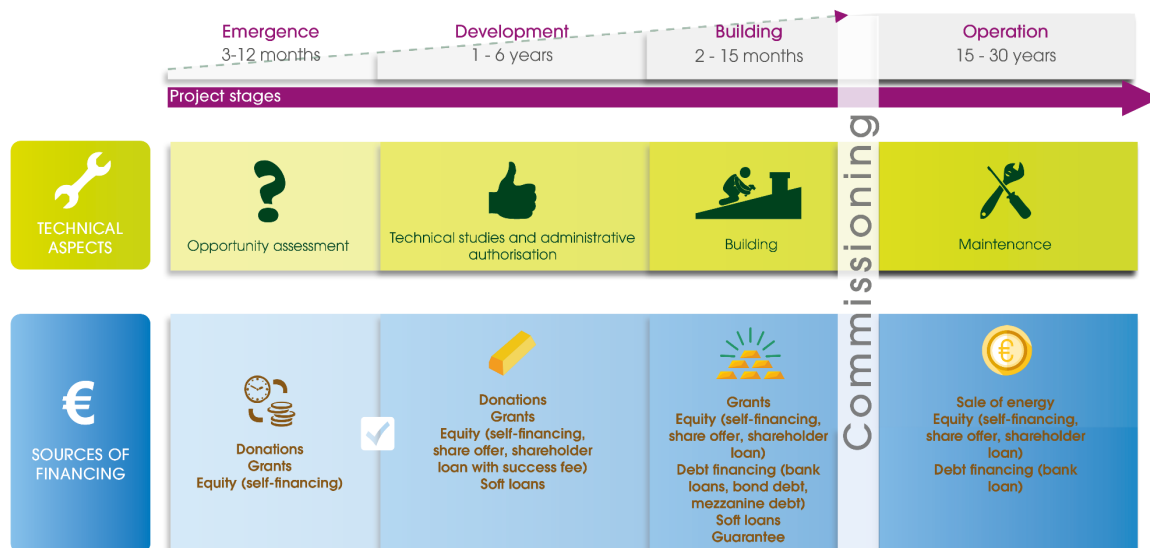 Emergence
3-12 months
Development
1 - 6 years
Building
2 - 15 months
Operation
15 - 30 years
Project stages
Commissioning
TECHNICAL
ASPECTS
Opportunity assessment
Technical studies and administrative
authorisation
Building
Maintenance
€
SOURCES OF
FINANCING
Donations
Grants
Equity (self-financing)
Donations
Grants
Equity (self-financing,
share offer, shareholder
loan with success fee)
Soft loans
Grants
Equity (self-financing,
share offer, shareholder
loan)
Debt financing (bank
loans, bond debt,
mezzanine debt)
Soft loans
Guarantee
€
Sale of energy
Equity (self-financing,
share offer, shareholder
loan)
Debt financing (bank
loan)